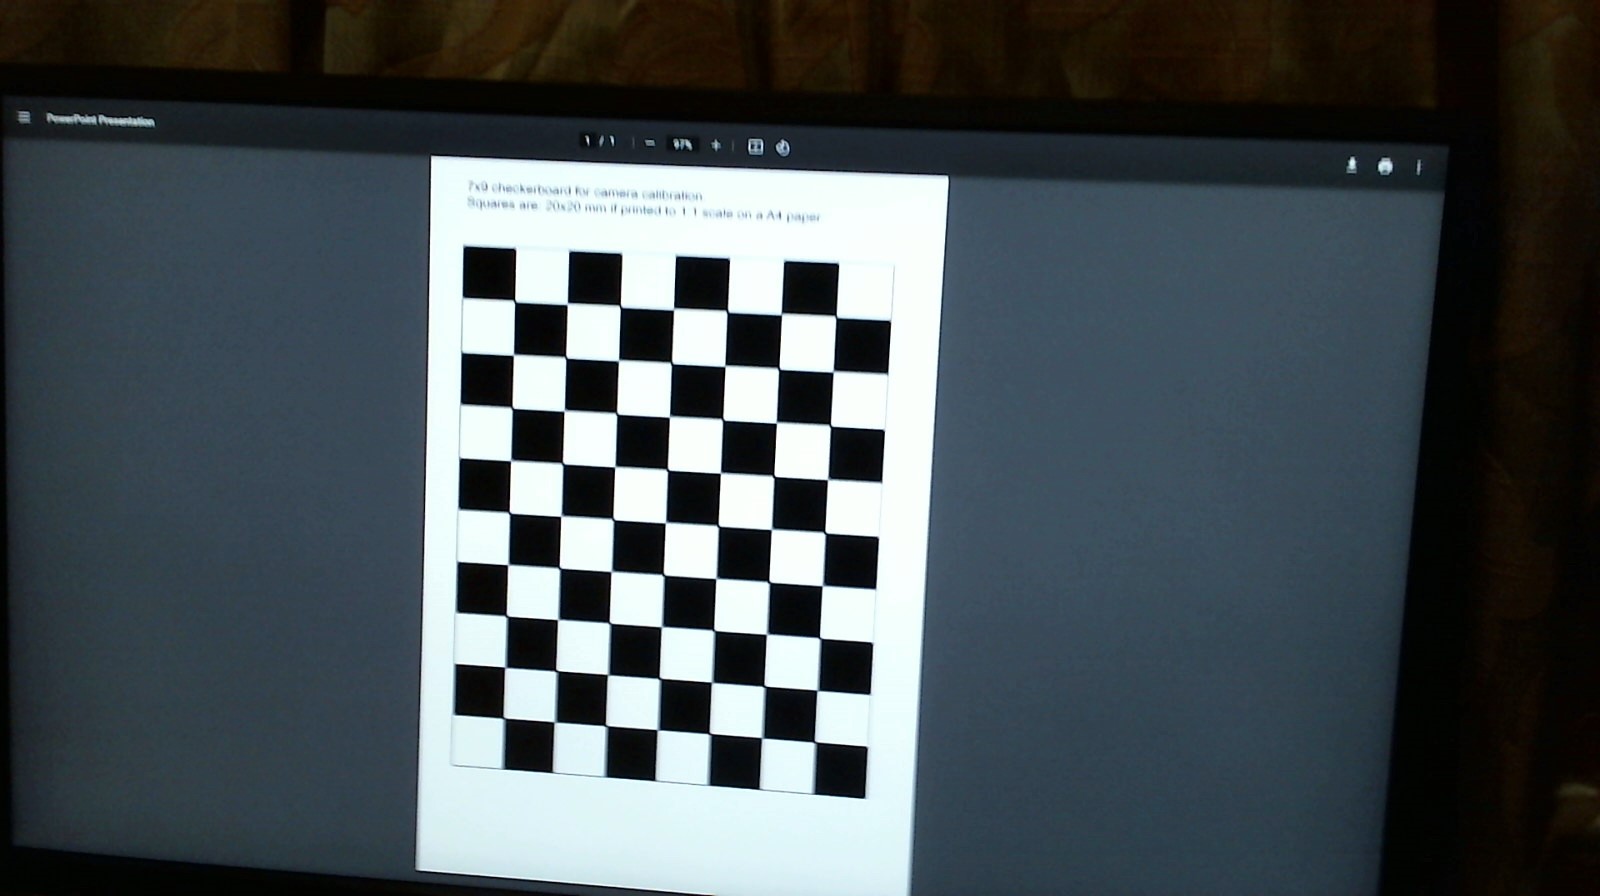 PowerPoint Presentation
1 / 1
97%
7x9 checkerboard for camera calibration
Squares are: 20x20 mm if printed to 1:1 scale on a A4 paper